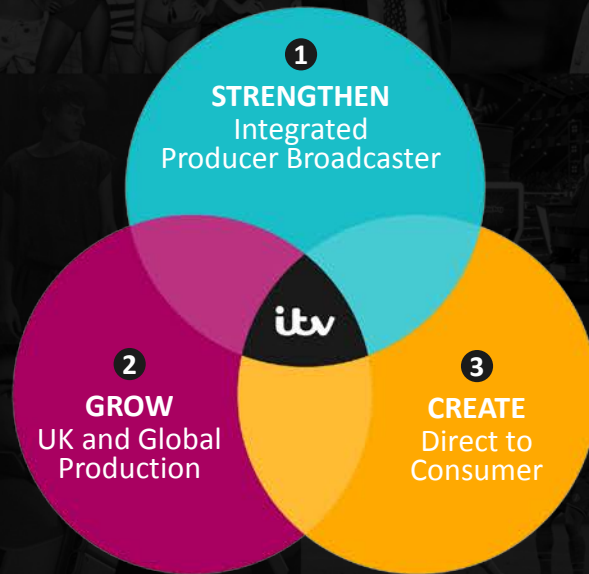 1
STRENGTHEN
Integrated
Producer Broadcaster
itv
2
GROW
UK and Global
Production
3
CREATE
Direct to
Consumer